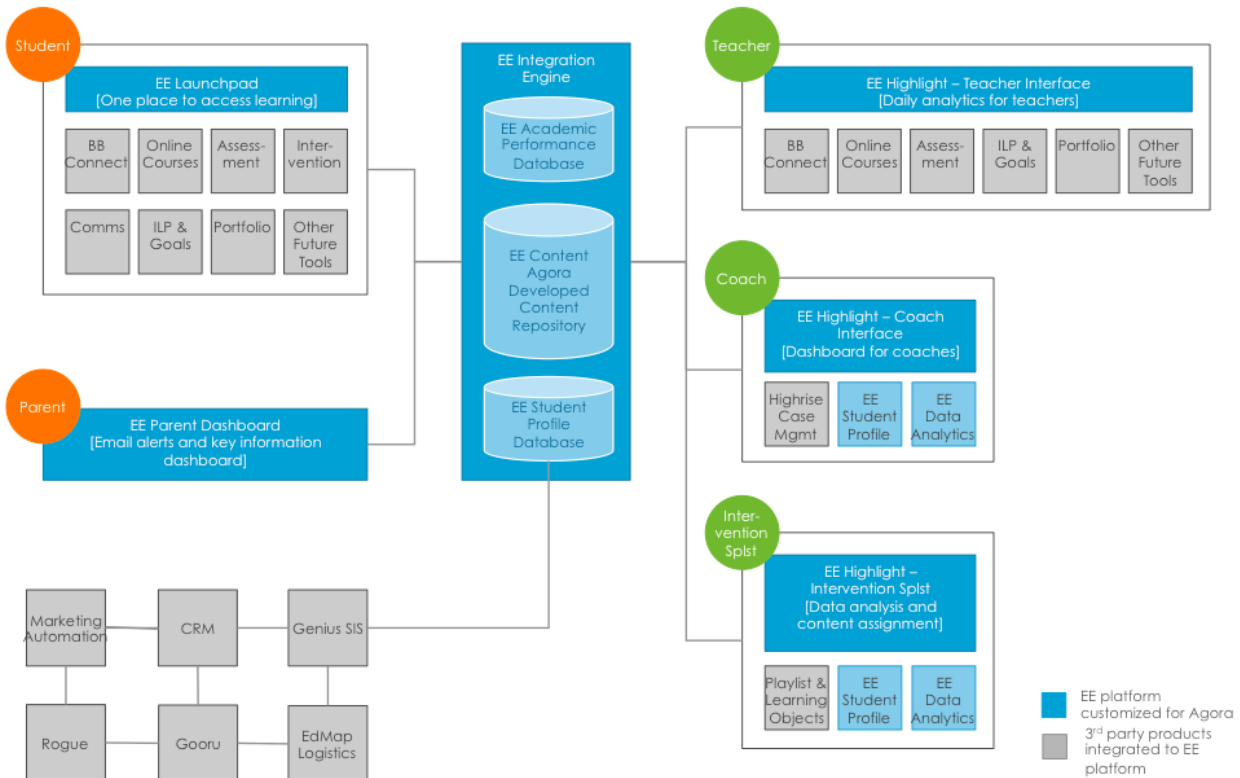 Student
EE Launchpad
[One place to access learning]
BB
Connect
Online
Courses
Assess-
ment
Inter-
vention
Comms
ILP &
Goals
Portfolio
Other
Future
Tools
Parent
EE Parent Dashboard
[Email alerts and key information
dashboard]
EE Integration
Engine
EE Academic
Performance
Database
EE Content
Agora
Developed
Content
Repository
EE Student
Profile
Database
Marketing
Automation
CRM
Genius SIS
Rogue
Gooru
EdMap
Logistics
Teacher
EE Highlight – Teacher Interface
[Daily analytics for teachers]
BB
Connect
Online
Courses
Assess-
ment
ILP &
Goals
Portfolio
Other
Future
Tools
Coach
EE Highlight – Coach
Interface
[Dashboard for coaches]
Highrise
Case
Mgmt
EE
Student
Profile
EE
Data
Analytics
Inter-
vention
Splst
EE Highlight –
Intervention Splst
[Data analysis and
content assignment]
Playlist &
Learning
Objects
EE
Student
Profile
EE
Data
Analytics
EE platform
customized for Agora
3rd party products
integrated to EE
platform